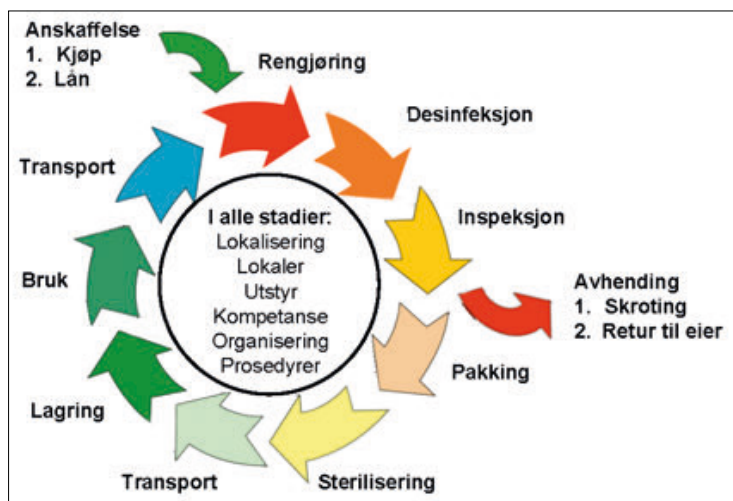 Anskaffelse
1. Kjøp
2. Lån
Rengjøring
Desinfeksjon
Inspeksjon
Avhending
1. Skroting
2. Retur til eier
Pakking
Sterilisering
Transport
Lagring
Bruk
Transport
I alle stadier:
Lokalisering
Lokaler
Utstyr
Kompetanse
Organisering
Prosedyrer